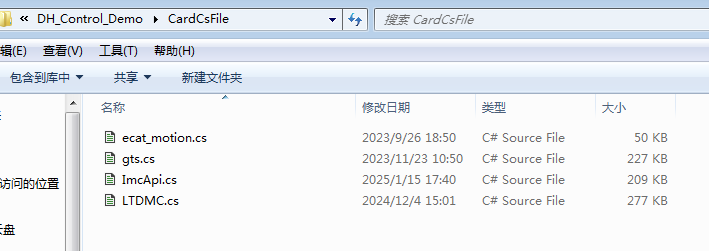 « DH_Control_Demo ▸ CardCsFile 搜索 CardCsFile
辑(E) 查看(V) 工具(T) 帮助(H)
包含到库中 共享 新建文件夹
名称 修改日期 类型 大小
ecat_motion.cs 2023/9/26 18:50 C# Source File 50 KB
gts.cs 2023/11/23 10:50 C# Source File 227 KB
ImcApi.cs 2025/1/15 17:40 C# Source File 209 KB
LTDMC.cs 2024/12/4 15:01 C# Source File 277 KB
访问的位置